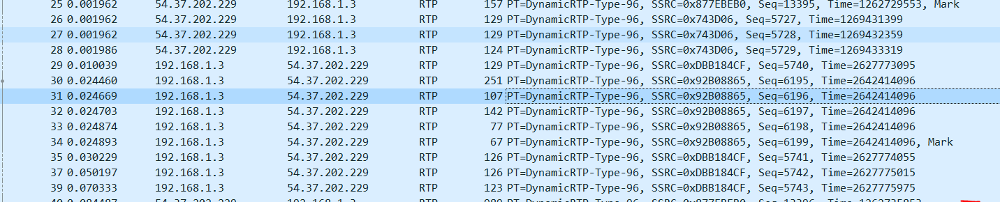 25 0.001962 54.37.202.229 192.168.1.3 RTP 157 PT=DynamicRTP-Type-96, SSRC=0x877EBEB0, Seq=13395, Time=1262729553, Mark
26 0.001962 54.37.202.229 192.168.1.3 RTP 129 PT=DynamicRTP-Type-96, SSRC=0x743D06, Seq=5727, Time=1269431399
27 0.001962 54.37.202.229 192.168.1.3 RTP 129 PT=DynamicRTP-Type-96, SSRC=0x743D06, Seq=5728, Time=1269432359
28 0.001986 54.37.202.229 192.168.1.3 RTP 124 PT=DynamicRTP-Type-96, SSRC=0x743D06, Seq=5729, Time=1269433319
29 0.010039 192.168.1.3 54.37.202.229 RTP 129 PT=DynamicRTP-Type-96, SSRC=0xDBB184CF, Seq=5740, Time=2627773095
30 0.024460 192.168.1.3 54.37.202.229 RTP 251 PT=DynamicRTP-Type-96, SSRC=0x92B08865, Seq=6195, Time=2642414096
31 0.024669 192.168.1.3 54.37.202.229 RTP 107 PT=DynamicRTP-Type-96, SSRC=0x92B08865, Seq=6196, Time=2642414096
32 0.024703 192.168.1.3 54.37.202.229 RTP 142 PT=DynamicRTP-Type-96, SSRC=0x92B08865, Seq=6197, Time=2642414096
33 0.024874 192.168.1.3 54.37.202.229 RTP 77 PT=DynamicRTP-Type-96, SSRC=0x92B08865, Seq=6198, Time=2642414096
34 0.024893 192.168.1.3 54.37.202.229 RTP 67 PT=DynamicRTP-Type-96, SSRC=0x92B08865, Seq=6199, Time=2642414096, Mark
35 0.030229 192.168.1.3 54.37.202.229 RTP 126 PT=DynamicRTP-Type-96, SSRC=0xDBB184CF, Seq=5741, Time=2627774055
37 0.050197 192.168.1.3 54.37.202.229 RTP 126 PT=DynamicRTP-Type-96, SSRC=0xDBB184CF, Seq=5742, Time=2627775015
39 0.070333 192.168.1.3 54.37.202.229 RTP 123 PT=DynamicRTP-Type-96, SSRC=0xDBB184CF, Seq=5743, Time=2627775975